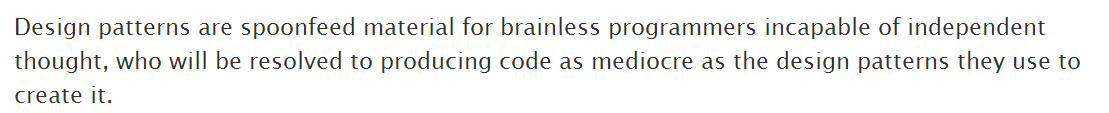 Design patterns are spoonfeed material for brainless programmers incapable of independent
thought, who will be resolved to producing code as mediocre as the design patterns they use to
create it.